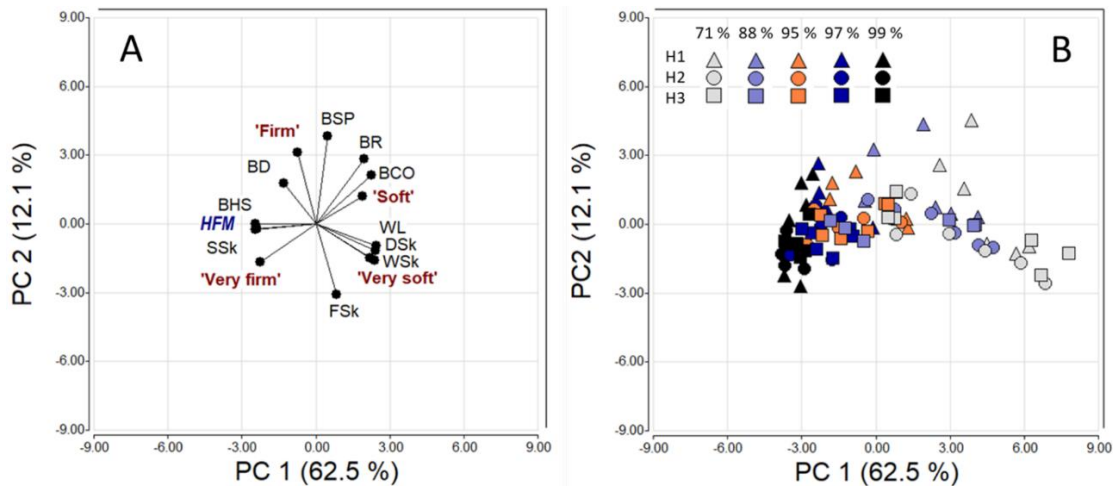 A
9.00
6.00
3.00
0.00
-3.00
-6.00
-9.00
PC 2 (12.1 %)
BSP
'Firm'
BR
BD
BCO
'Soft'
BHS
HFM
WL
SSk
DSk
WSk
'Very firm'
'Very soft'
FSk
-9.00 -6.00 -3.00 0.00 3.00 6.00 9.00
PC 1 (62.5 %)
B
9.00
6.00
3.00
0.00
-3.00
-6.00
-9.00
PC2 (12.1 %)
71 % 88 % 95 % 97 % 99 %
H1
H2
H3
-9.00 -6.00 -3.00 0.00 3.00 6.00 9.00
PC 1 (62.5 %)